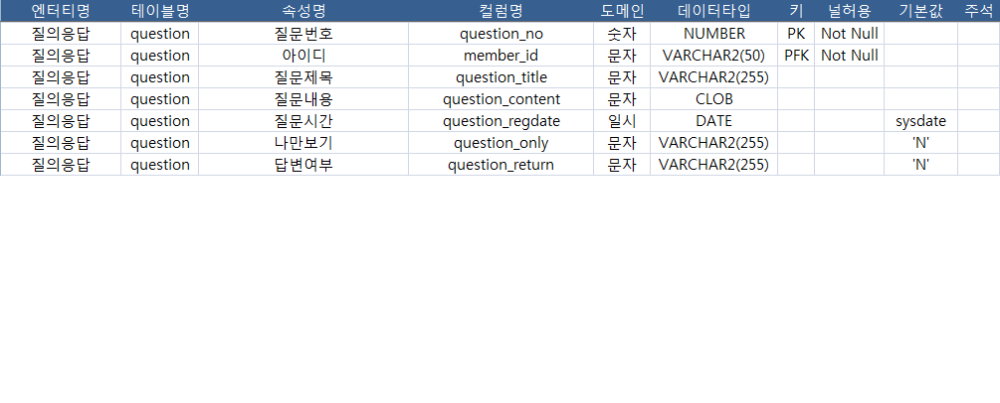 엔터티명 테이블명 속성명 컬럼명 도메인 데이터타입 키 널허용 기본값 주석
질의응답 question 질문번호 question_no 숫자 NUMBER PK Not Null
질의응답 question 아이디 member_id 문자 VARCHAR2(50) PFK Not Null
질의응답 question 질문제목 question_title 문자 VARCHAR2(255)
질의응답 question 질문내용 question_content 문자 CLOB
질의응답 question 질문시간 question_regdate 일시 DATE sysdate
질의응답 question 나만보기 question_only 문자 VARCHAR2(255) 'N'
질의응답 question 답변여부 question_return 문자 VARCHAR2(255) 'N'